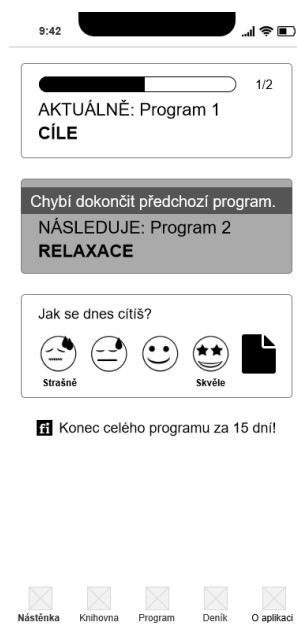 9:42
1/2
AKTUÁLNĚ: Program 1
CÍLE
Chybí dokončit předchozí program.
NÁSLEDUJE: Program 2
RELAXACE
Jak se dnes cítíš?
Strašně Skvěle
fi Konec celého programu za 15 dní!
Nástěnka Knihovna Program Deník O aplikaci